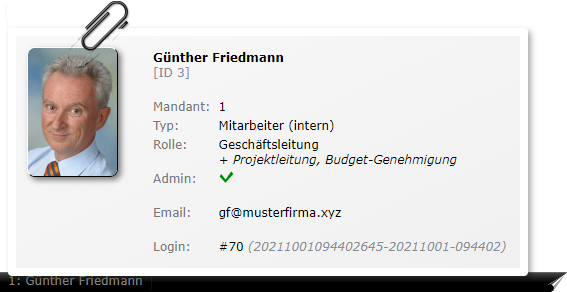 Günther Friedmann
[ID 3]
Mandant: 1
Typ: Mitarbeiter (intern)
Rolle: Geschäftsleitung
+ Projektleitung, Budget-Genehmigung
Admin:
Email: gf@musterfirma.xyz
Login: #70 (20211001094402645-20211001-094402)
1: Günther Friedmann